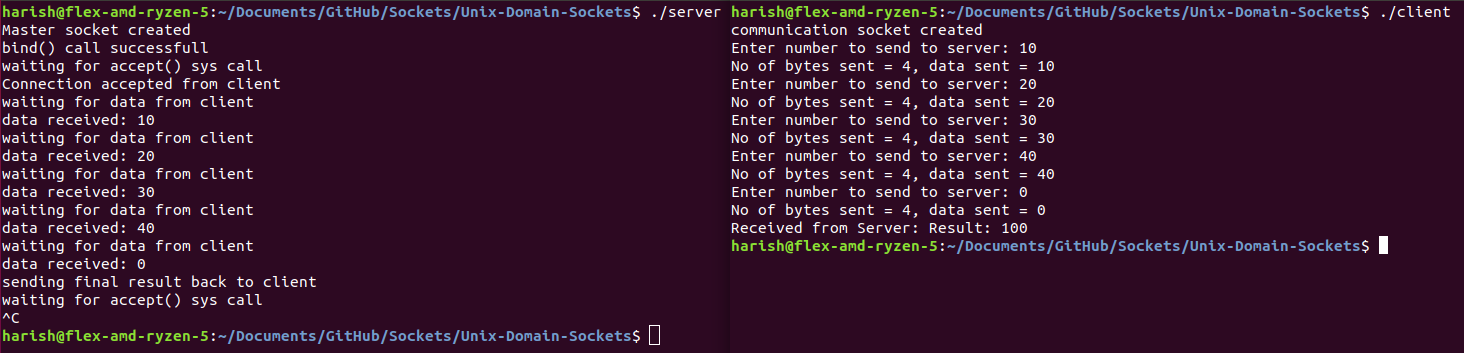 harish@flex-amd-ryzen-5:~/Documents/GitHub/Sockets/Unix-Domain-Sockets$ ./server
Master socket created
bind() call successfull
waiting for accept() sys call
Connection accepted from client
waiting for data from client
data received: 10
waiting for data from client
data received: 20
waiting for data from client
data received: 30
waiting for data from client
data received: 40
waiting for data from client
data received: 0
sending final result back to client
waiting for accept() sys call
^C
harish@flex-amd-ryzen-5:~/Documents/GitHub/Sockets/Unix-Domain-Sockets$
harish@flex-amd-ryzen-5:~/Documents/GitHub/Sockets/Unix-Domain-Sockets$ ./client
communication socket created
Enter number to send to server: 10
No of bytes sent = 4, data sent = 10
Enter number to send to server: 20
No of bytes sent = 4, data sent = 20
Enter number to send to server: 30
No of bytes sent = 4, data sent = 30
Enter number to send to server: 40
No of bytes sent = 4, data sent = 40
Enter number to send to server: 0
No of bytes sent = 4, data sent = 0
Received from Server: Result: 100
harish@flex-amd-ryzen-5:~/Documents/GitHub/Sockets/Unix-Domain-Sockets$